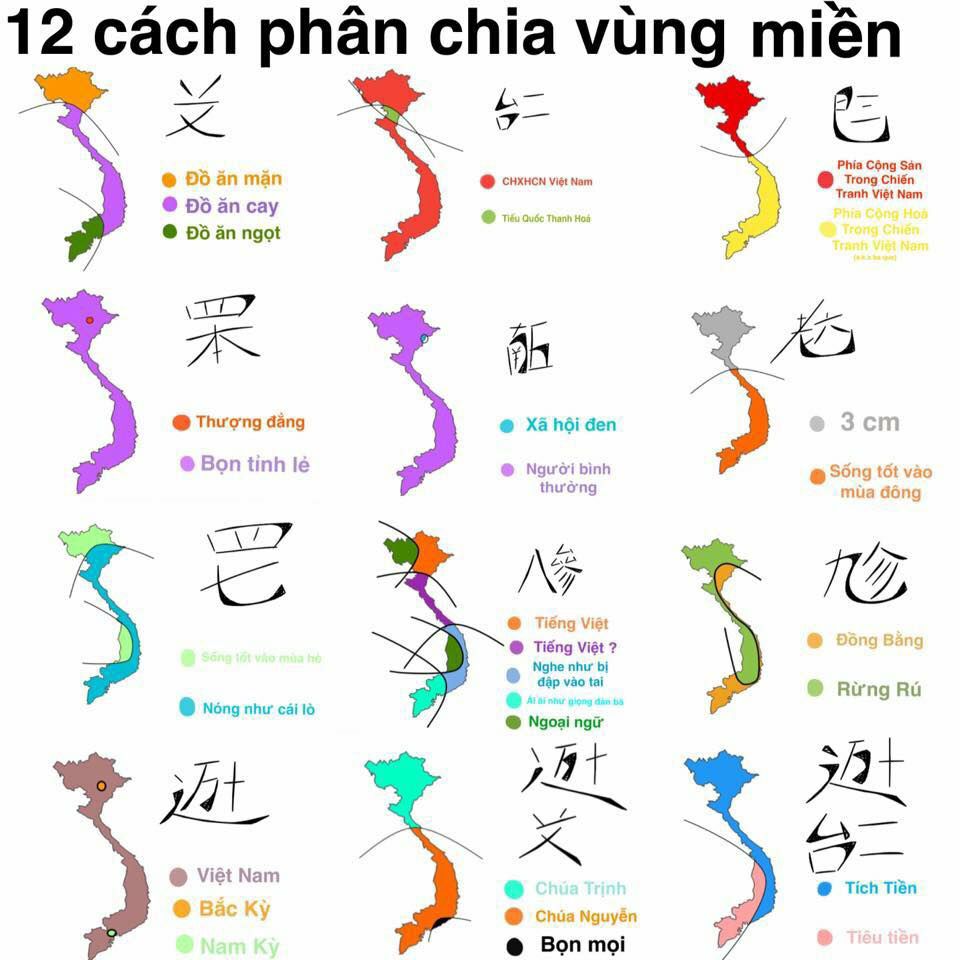 12 cách phân chia vùng miền
𠬠
Đồ ăn mặn
Đồ ăn cay
Đồ ăn ngọt
𠄩
CHXHCN Việt Nam
Tiểu Quốc Thanh Hoá
𠀧
Phía Cộng Sản
Trong Chiến
Tranh Việt Nam
Phía Cộng Hoà
Trong Chiến
Tranh Việt Nam
(a.k.a ba que)
𦊚
Thượng đẳng
Bọn tỉnh lẻ
𠄼
Xã hội đen
Người bình
thường
𦒹
3 cm
Sống tốt vào
mùa đông
𦉱
Sống tốt vào mùa hè
Nóng như cái lò
𠔭
Tiếng Việt
Tiếng Việt ?
Nghe như bị
đập vào tai
Ái ái như giọng đàn bà
Ngoại ngữ
𠃩
Đồng Bằng
Rừng Rú
𨒒
Việt Nam
Bắc Kỳ
Nam Kỳ
𨒒
𠬠
Chúa Trịnh
Chúa Nguyễn
Bọn mọi
𨒒
𠄩
Tích Tiền
Tiêu tiền